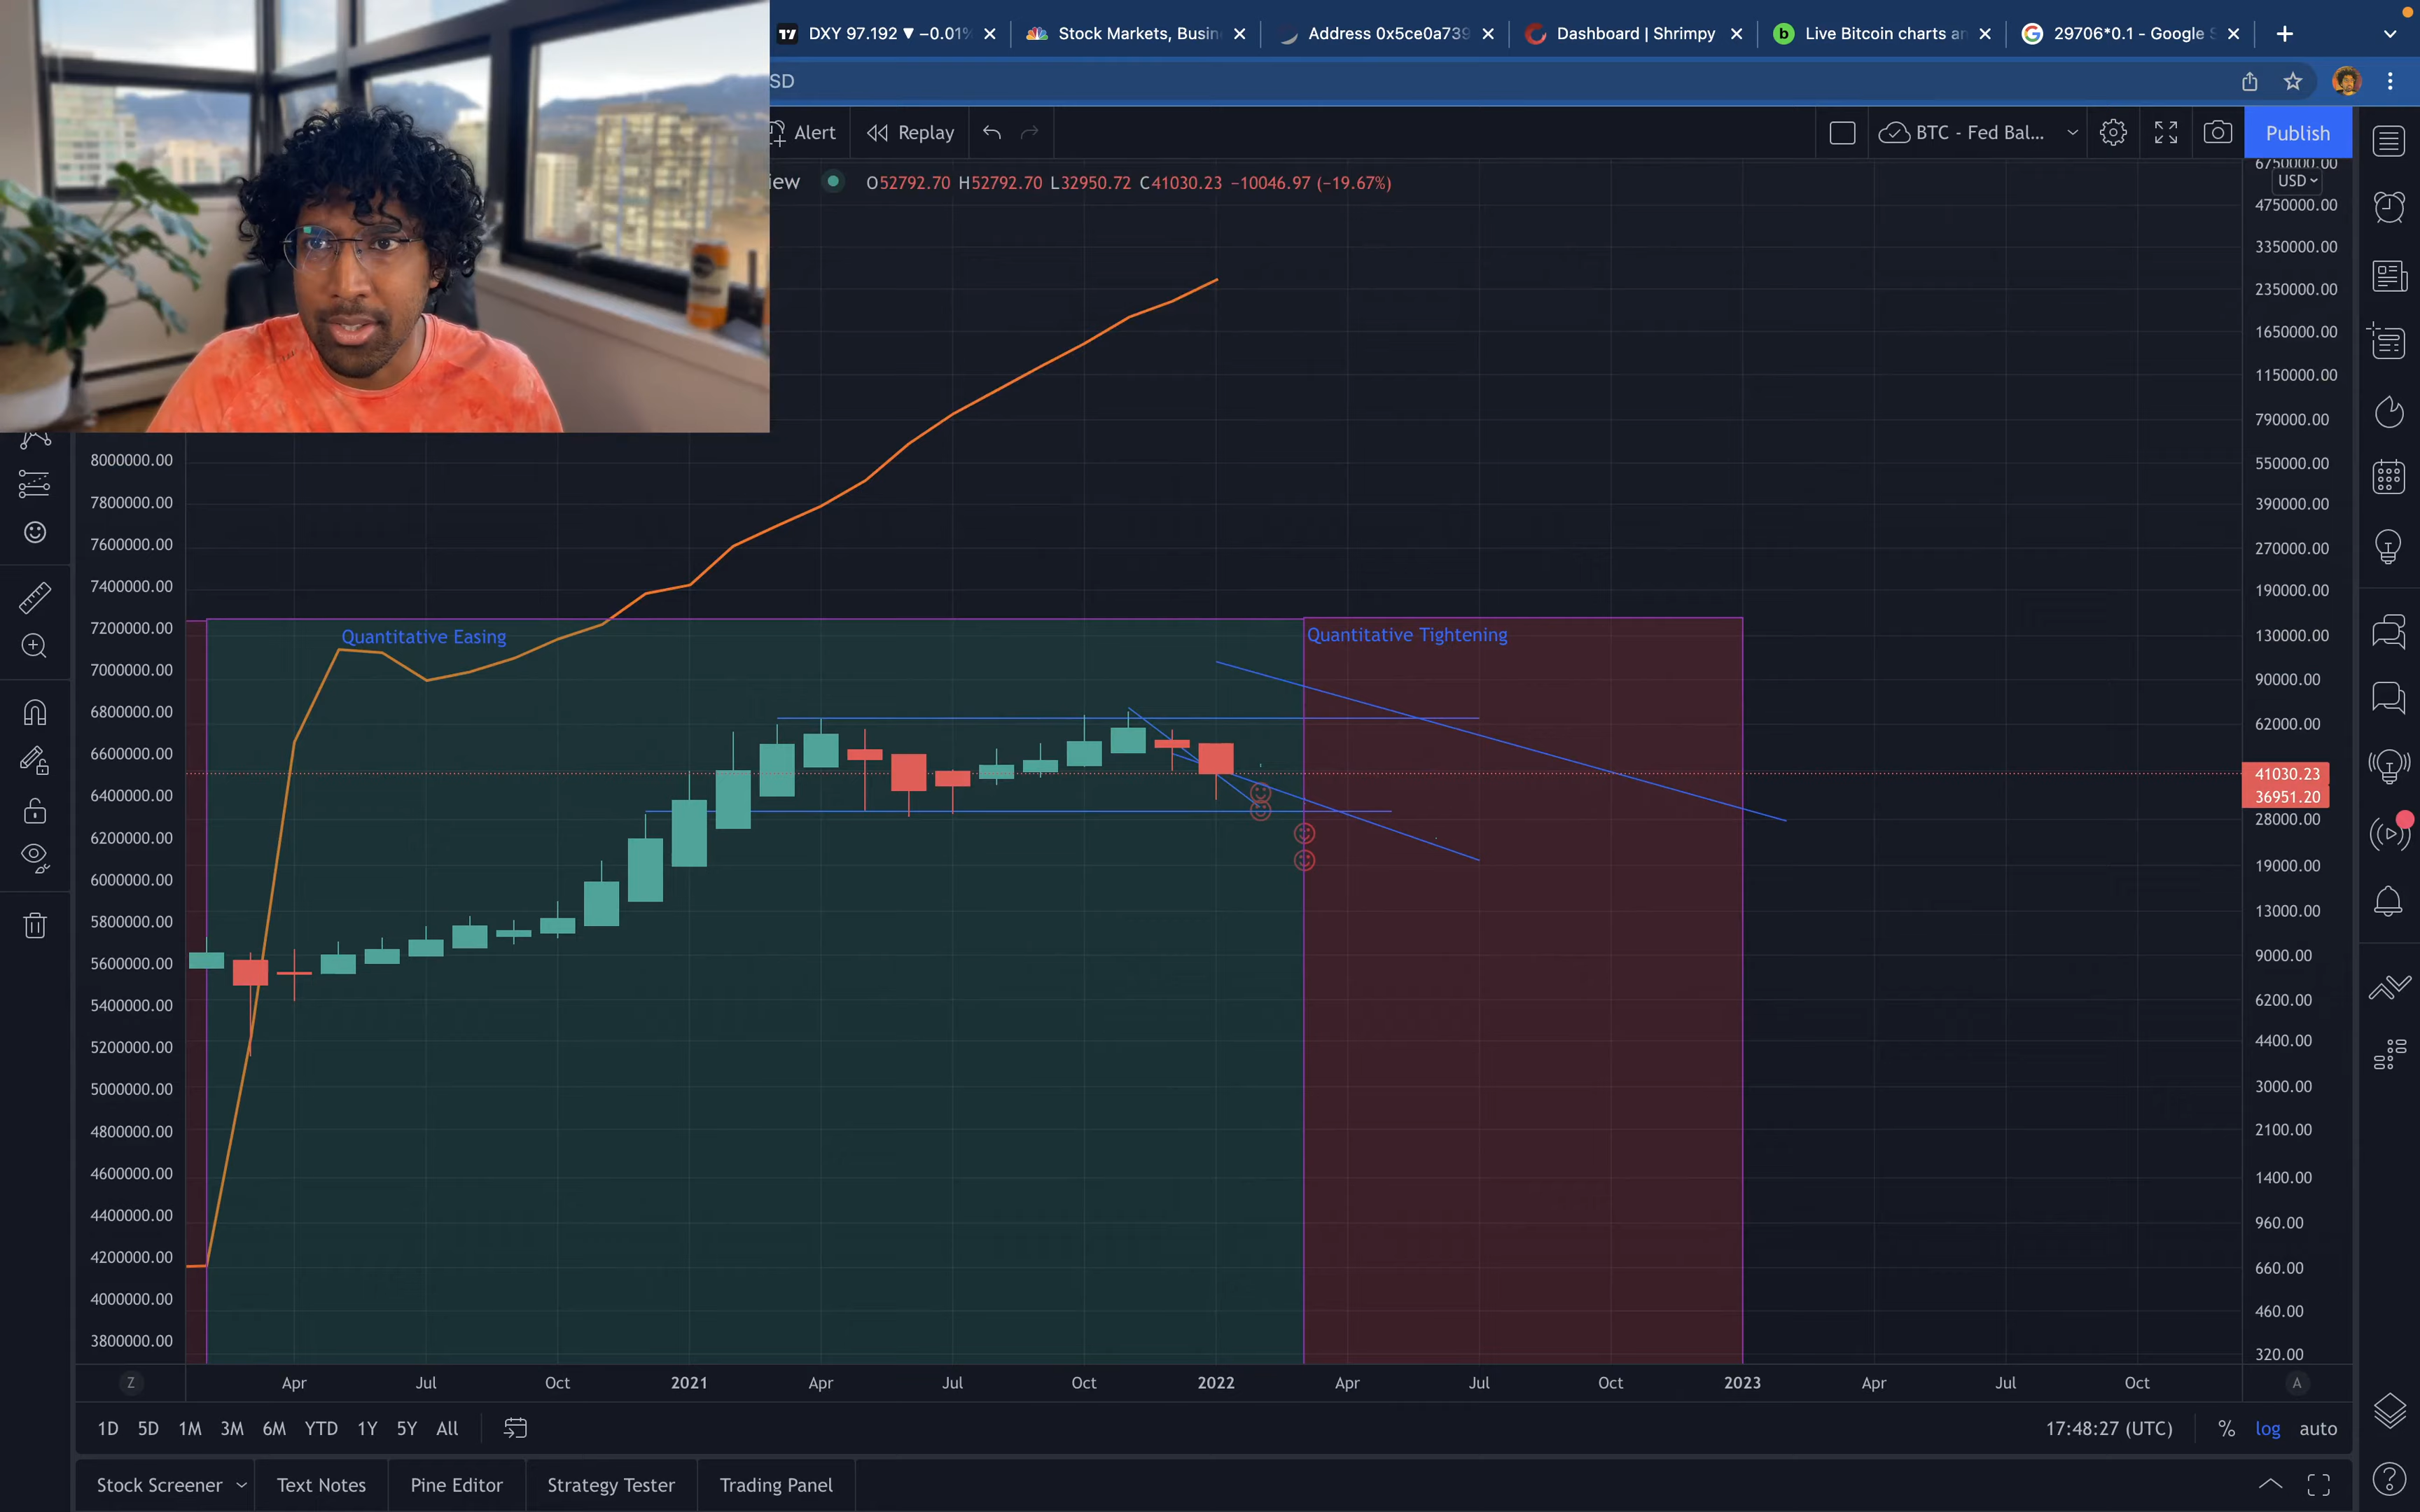 DXY 97.192 ▼ −0.01%
Stock Markets, Busin
Address 0x5ce0a739
Dashboard | Shrimpy
Live Bitcoin charts an
29706*0.1 - Google S
SD
Alert
Replay
BTC - Fed Bal...
Publish
iew
O52792.70 H52792.70 L32950.72 C41030.23 −10046.97 (−19.67%)
6750000.00
USD
4750000.00
3350000.00
2350000.00
1650000.00
1150000.00
790000.00
550000.00
390000.00
270000.00
190000.00
130000.00
90000.00
62000.00
41030.23
36951.20
28000.00
19000.00
13000.00
9000.00
6200.00
4400.00
3000.00
2100.00
1400.00
960.00
660.00
460.00
320.00
8000000.00
7800000.00
7600000.00
7400000.00
7200000.00
7000000.00
6800000.00
6600000.00
6400000.00
6200000.00
6000000.00
5800000.00
5600000.00
5400000.00
5200000.00
5000000.00
4800000.00
4600000.00
4400000.00
4200000.00
4000000.00
3800000.00
Quantitative Easing
Quantitative Tightening
Z
Apr
Jul
Oct
2021
Apr
Jul
Oct
2022
Apr
Jul
Oct
2023
Apr
Jul
Oct
A
1D 5D 1M 3M 6M YTD 1Y 5Y All
17:48:27 (UTC)
%
log
auto
Stock Screener
Text Notes
Pine Editor
Strategy Tester
Trading Panel